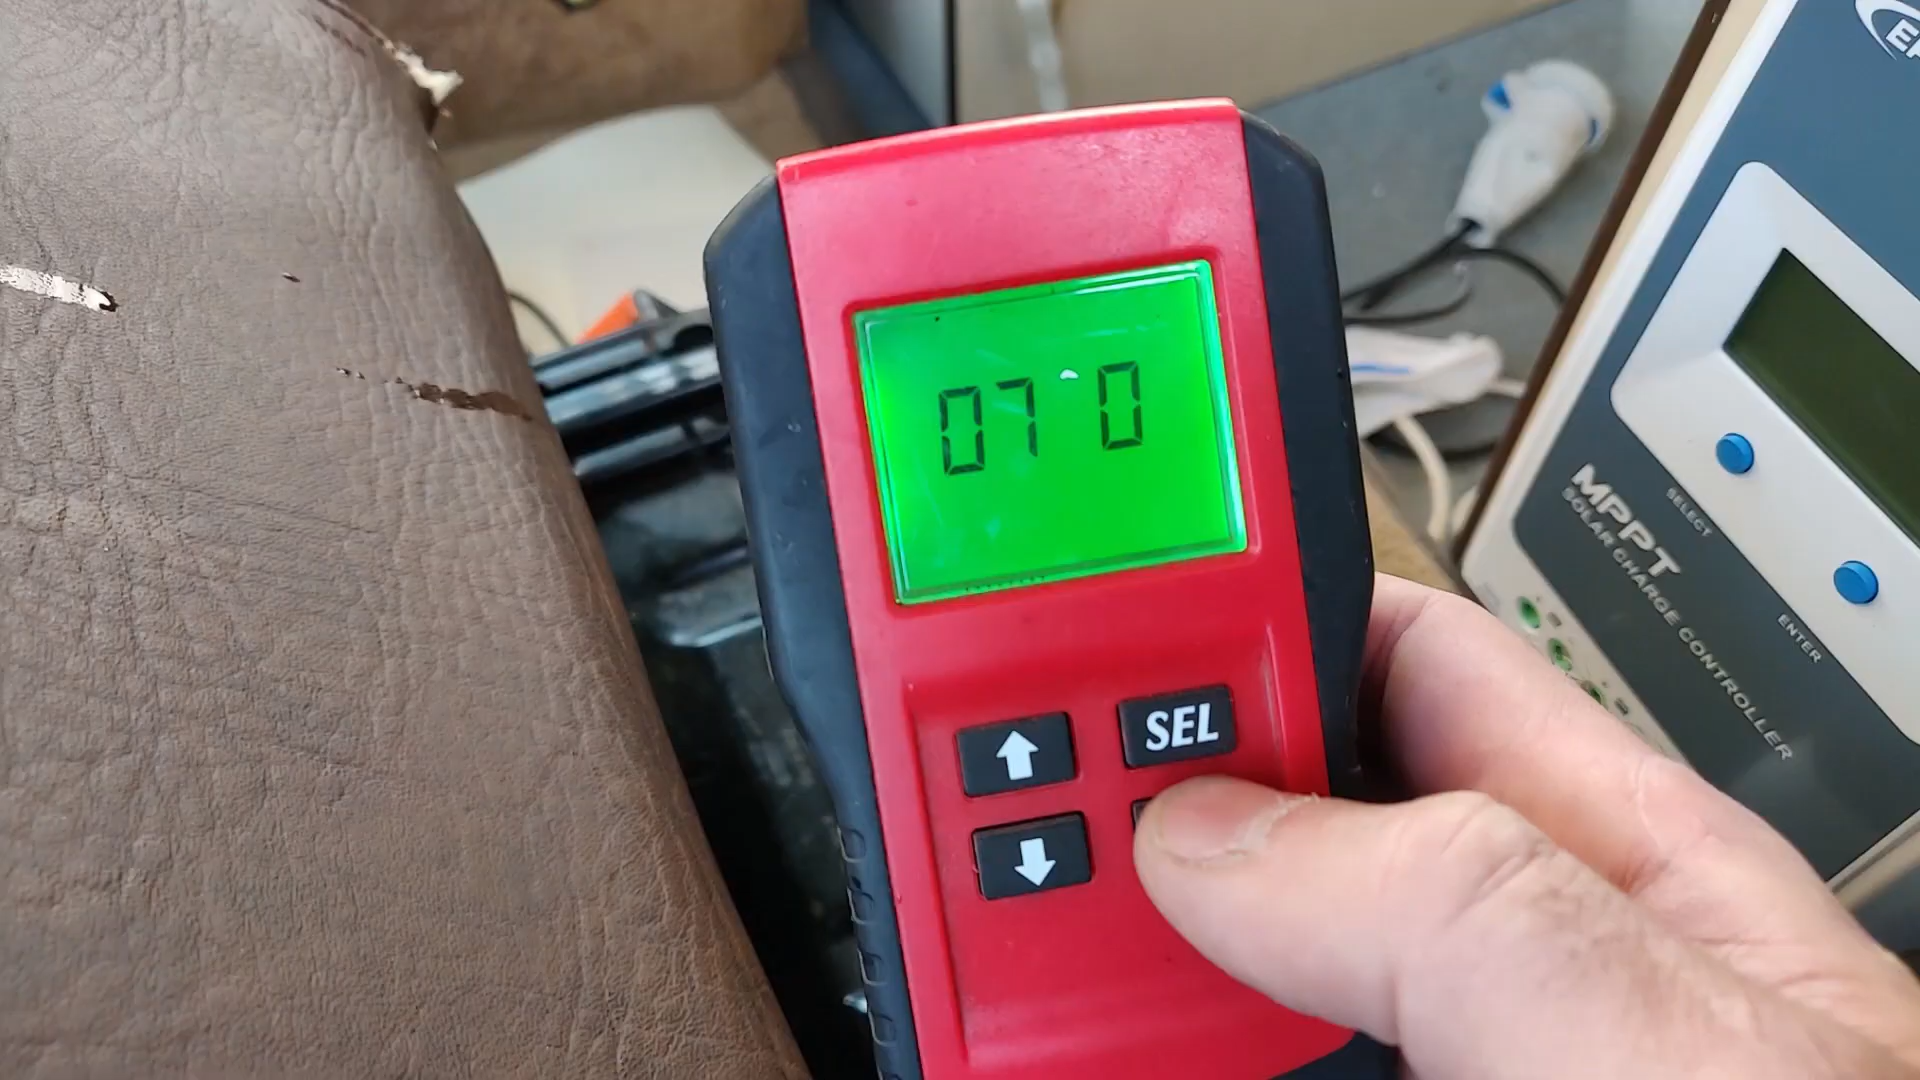 07 0
SEL
SELECT
ENTER
MPPT
SOLAR CHARGE CONTROLLER